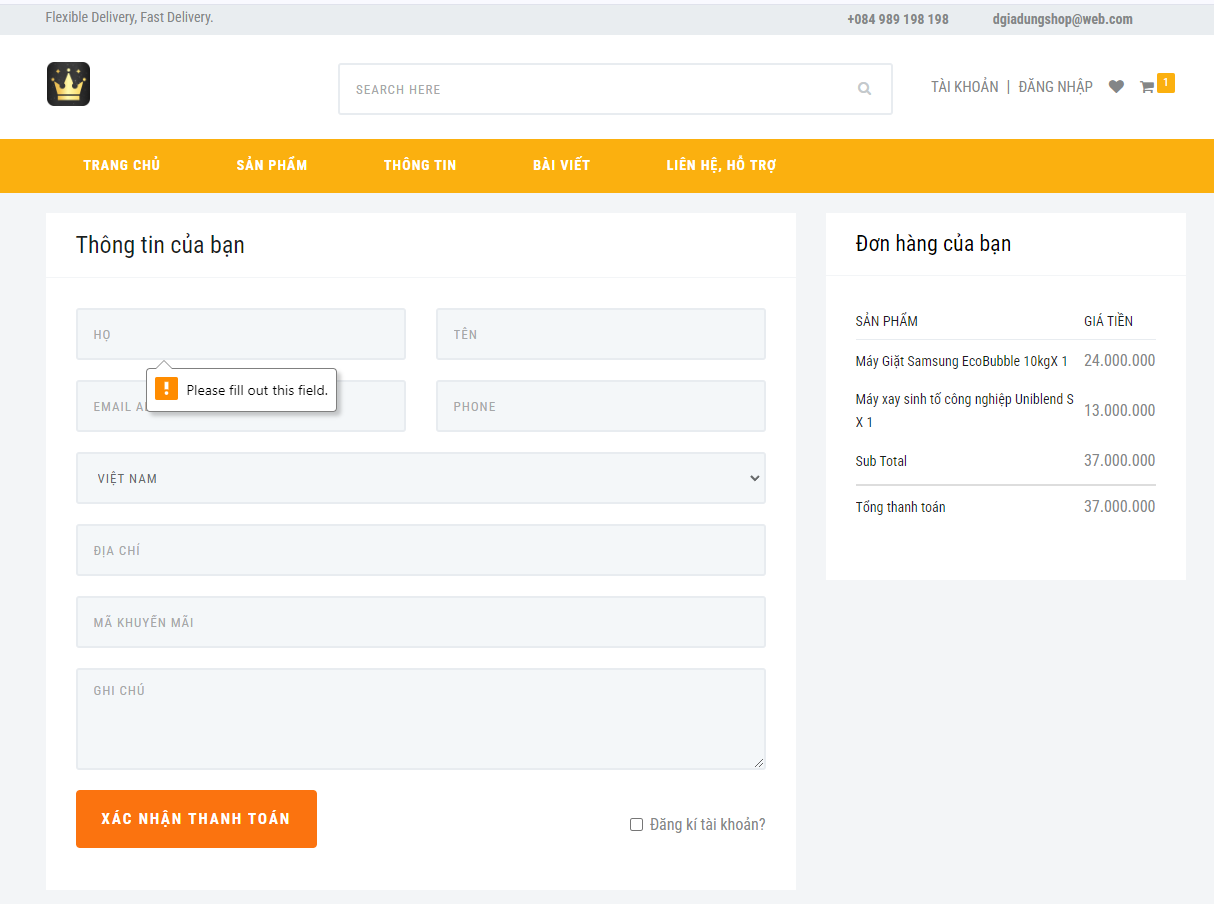 Flexible Delivery, Fast Delivery.
+084 989 198 198
dgiadungshop@web.com
SEARCH HERE
TÀI KHOẢN | ĐĂNG NHẬP
1
TRANG CHỦ
SẢN PHẨM
THÔNG TIN
BÀI VIẾT
LIÊN HỆ, HỖ TRỢ
Thông tin của bạn
HỌ
TÊN
Please fill out this field.
EMAIL
PHONE
VIỆT NAM
ĐỊA CHỈ
MÃ KHUYẾN MÃI
GHI CHÚ
XÁC NHẬN THANH TOÁN
Đăng kí tài khoản?
Đơn hàng của bạn
SẢN PHẨM GIÁ TIỀN
Máy Giặt Samsung EcoBubble 10kgX 1 24.000.000
Máy xay sinh tố công nghiệp Uniblend S
X 1 13.000.000
Sub Total 37.000.000
Tổng thanh toán 37.000.000